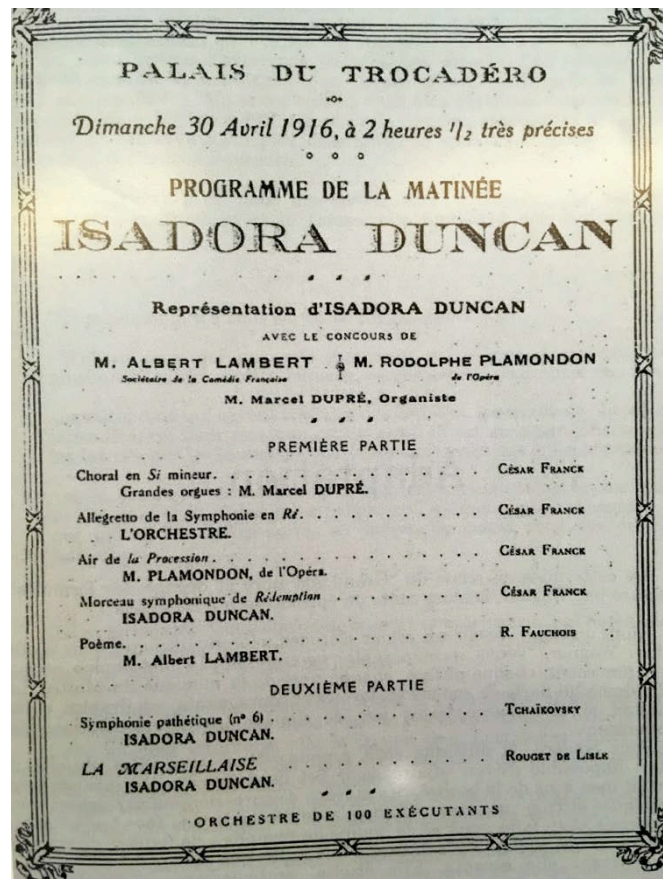 PALAIS DU TROCADÉRO
Dimanche 30 Avril 1916, à 2 heures 1/2 très précises
PROGRAMME DE LA MATINÉE
ISADORA DUNCAN
Représentation d'ISADORA DUNCAN
AVEC LE CONCOURS DE
M. ALBERT LAMBERT M. RODOLPHE PLAMONDON
Sociétaire de la Comédie Française de l'Opéra
M. Marcel DUPRÉ, Organiste
PREMIÈRE PARTIE
Choral en Si mineur. . . . . . . . . . . . . . . . CÉSAR FRANCK
Grandes orgues : M. Marcel DUPRÉ.
Allegretto de la Symphonie en Ré. . . . . . . . . . . CÉSAR FRANCK
L'ORCHESTRE.
Air de la Procession. . . . . . . . . . . . . . . CÉSAR FRANCK
M. PLAMONDON, de l'Opéra.
Morceau symphonique de Rédemption . . . . . . . . . CÉSAR FRANCK
ISADORA DUNCAN.
Poème. . . . . . . . . . . . . . . . . . . . R. FAUCHOIS
M. Albert LAMBERT.
DEUXIÈME PARTIE
Symphonie pathétique (n° 6) . . . . . . . . . . . . TCHAÏKOVSKY
ISADORA DUNCAN.
LA MARSEILLAISE . . . . . . . . . . . . ROUGET DE LISLE
ISADORA DUNCAN.
ORCHESTRE DE 100 EXÉCUTANTS